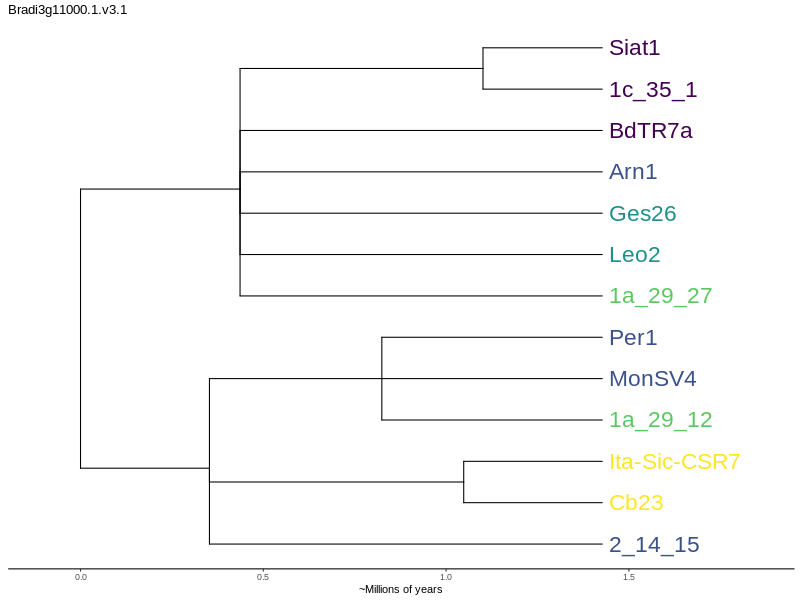 Bradi3g11000.1.v3.1
Siat1
1c_35_1
BdTR7a
Arn1
Ges26
Leo2
1a_29_27
Per1
MonSV4
1a_29_12
Ita-Sic-CSR7
Cb23
2_14_15
0.0 0.5 1.0 1.5
~Millions of years